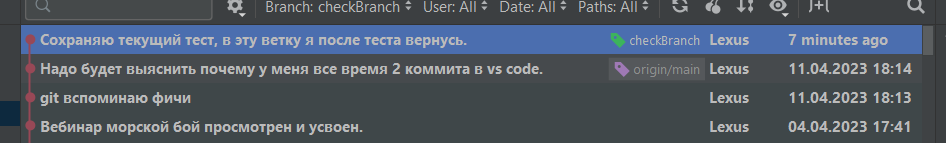 Branch: checkBranch User: All Date: All Paths: All
Сохраняю текущий тест, в эту ветку я после теста вернусь. checkBranch Lexus 7 minutes ago
Надо будет выяснить почему у меня все время 2 коммита в vs code. origin/main Lexus 11.04.2023 18:14
git вспоминаю фичи Lexus 11.04.2023 18:13
Вебинар морской бой просмотрен и усвоен. Lexus 04.04.2023 17:41